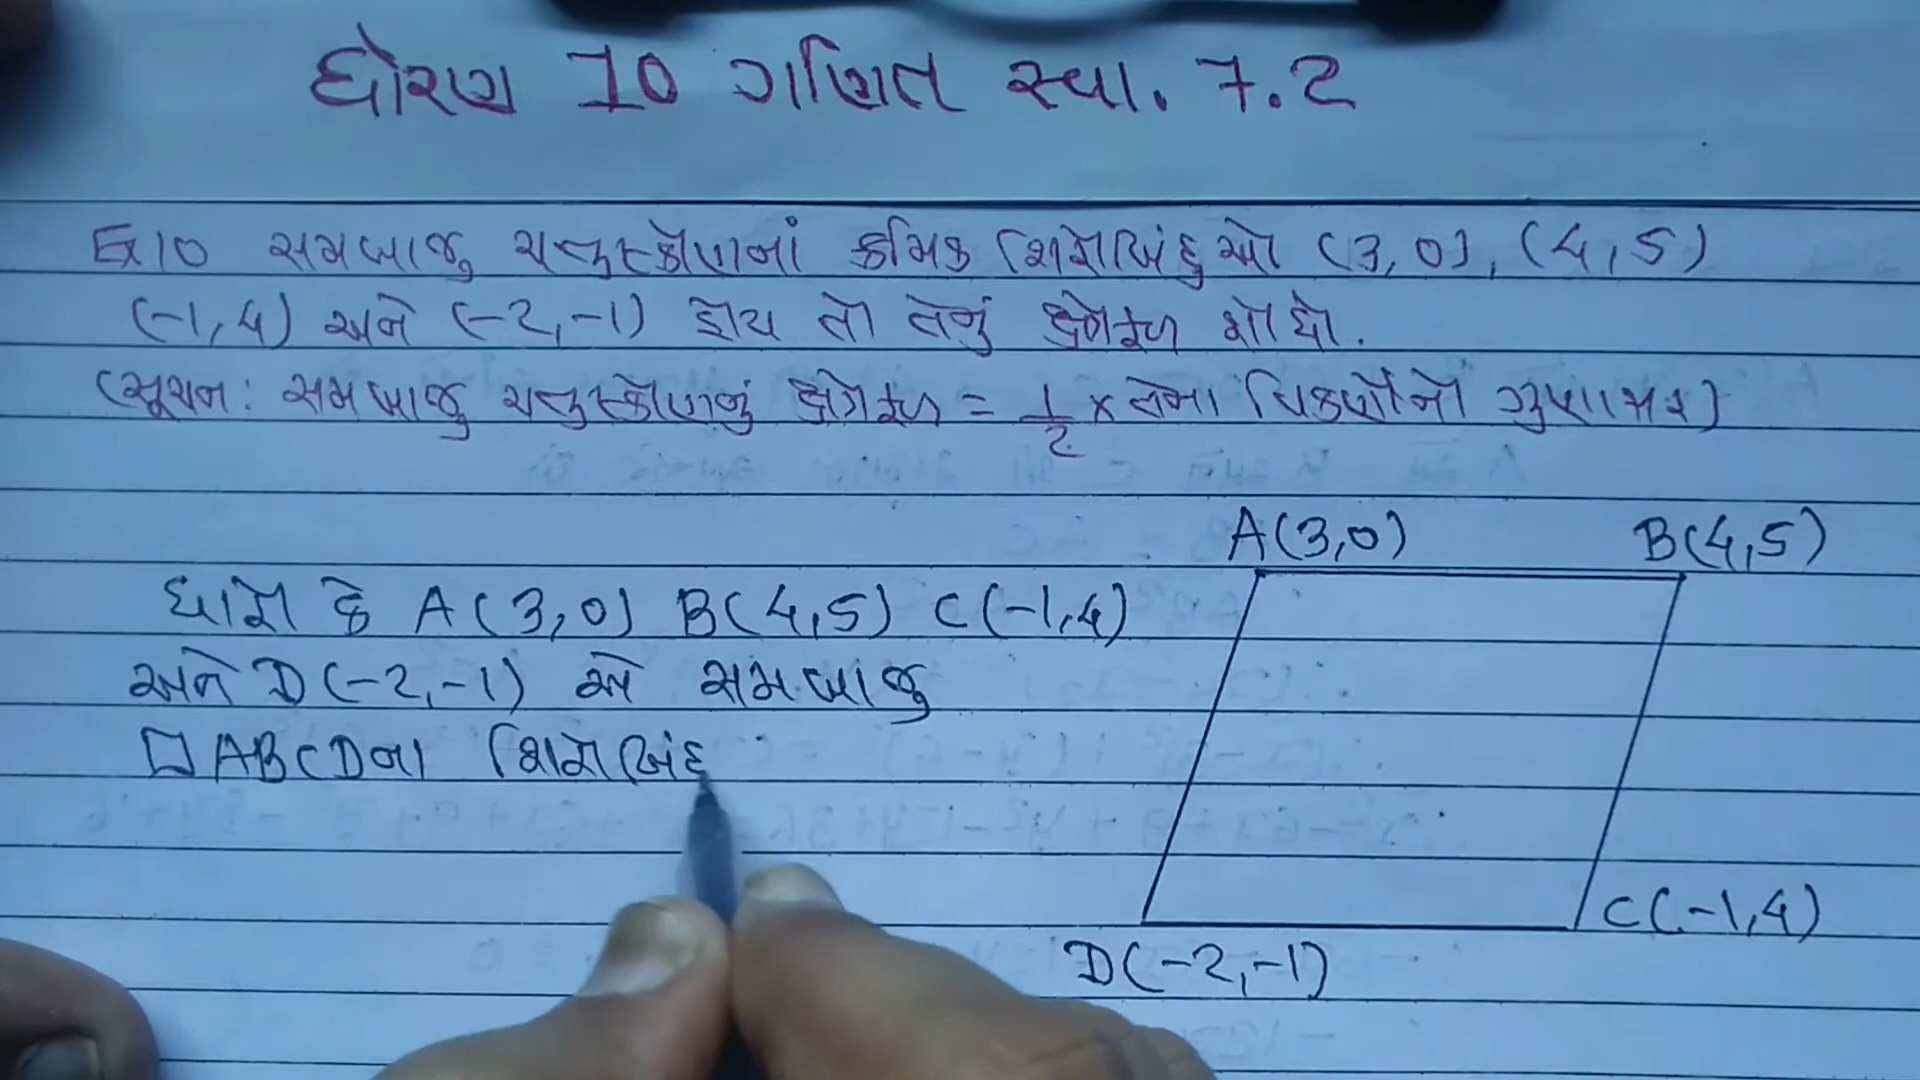 ધોરણ 10 ગણિત સ્વા. 7.2
Ex10 સમબાજુ ચતુષ્કોણનાં ક્રમિક શિરોબિંદુઓ (3,0), (4,5)
(-1,4) અને (-2,-1) હોય તો તેનું ક્ષેત્રફળ શોધો.
(સૂચન: સમબાજુ ચતુષ્કોણનું ક્ષેત્રફળ = 1/2 × તેના વિકર્ણોનો ગુણાકાર)
A(3,0) B(4,5)
ધારો કે A(3,0) B(4,5) C(-1,4)
અને D(-2,-1) એ સમબાજુ
□ABCDના શિરોબિંદ
C(-1,4)
D(-2,-1)